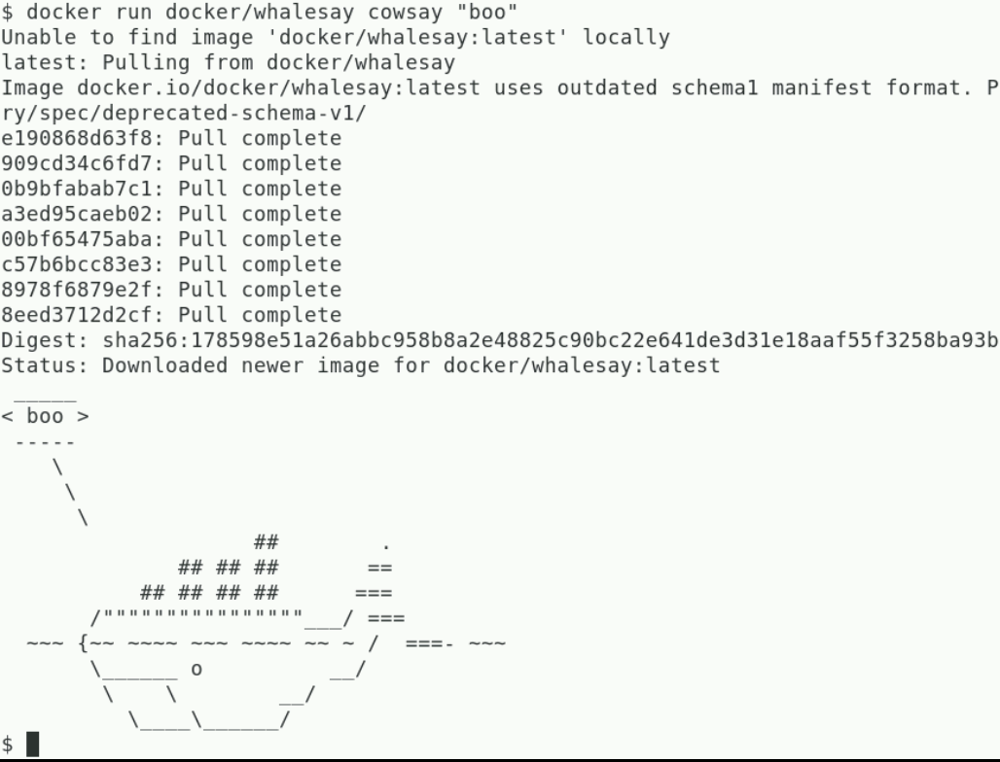 $ docker run docker/whalesay cowsay "boo"
Unable to find image 'docker/whalesay:latest' locally
latest: Pulling from docker/whalesay
Image docker.io/docker/whalesay:latest uses outdated schema1 manifest format. P
ry/spec/deprecated-schema-v1/
e190868d63f8: Pull complete
909cd34c6fd7: Pull complete
0b9bfabab7c1: Pull complete
a3ed95caeb02: Pull complete
00bf65475aba: Pull complete
c57b6bcc83e3: Pull complete
8978f6879e2f: Pull complete
8eed3712d2cf: Pull complete
Digest: sha256:178598e51a26abbc958b8a2e48825c90bc22e641de3d31e18aaf55f3258ba93b
Status: Downloaded newer image for docker/whalesay:latest
 _____
< boo >
 -----
    \
     \
      \
                    ##        .
              ## ## ##       ==
           ## ## ## ##      ===
       /""""""""""""""""___/ ===
  ~~~ {~~ ~~~~ ~~~ ~~~~ ~~ ~ /  ===- ~~~
       \______ o          __/
        \    \        __/
          \____\______/
$